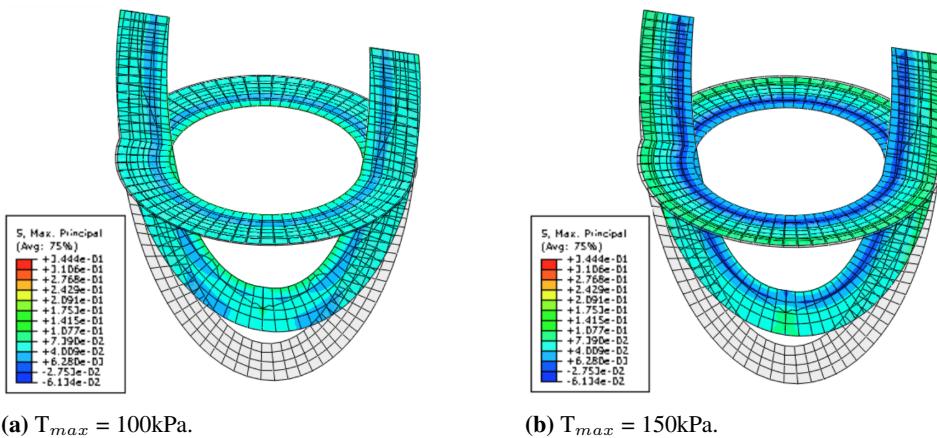 S, Max. Principal
(Avg: 75%)
+3.444e-01
+3.106e-01
+2.768e-01
+2.429e-01
+2.091e-01
+1.753e-01
+1.415e-01
+1.077e-01
+7.390e-02
+4.009e-02
+6.280e-03
-2.753e-02
-6.134e-02
S, Max. Principal
(Avg: 75%)
+3.444e-01
+3.106e-01
+2.768e-01
+2.429e-01
+2.091e-01
+1.753e-01
+1.415e-01
+1.077e-01
+7.390e-02
+4.009e-02
+6.280e-03
-2.753e-02
-6.134e-02
(a) Tmax = 100kPa.
(b) Tmax = 150kPa.